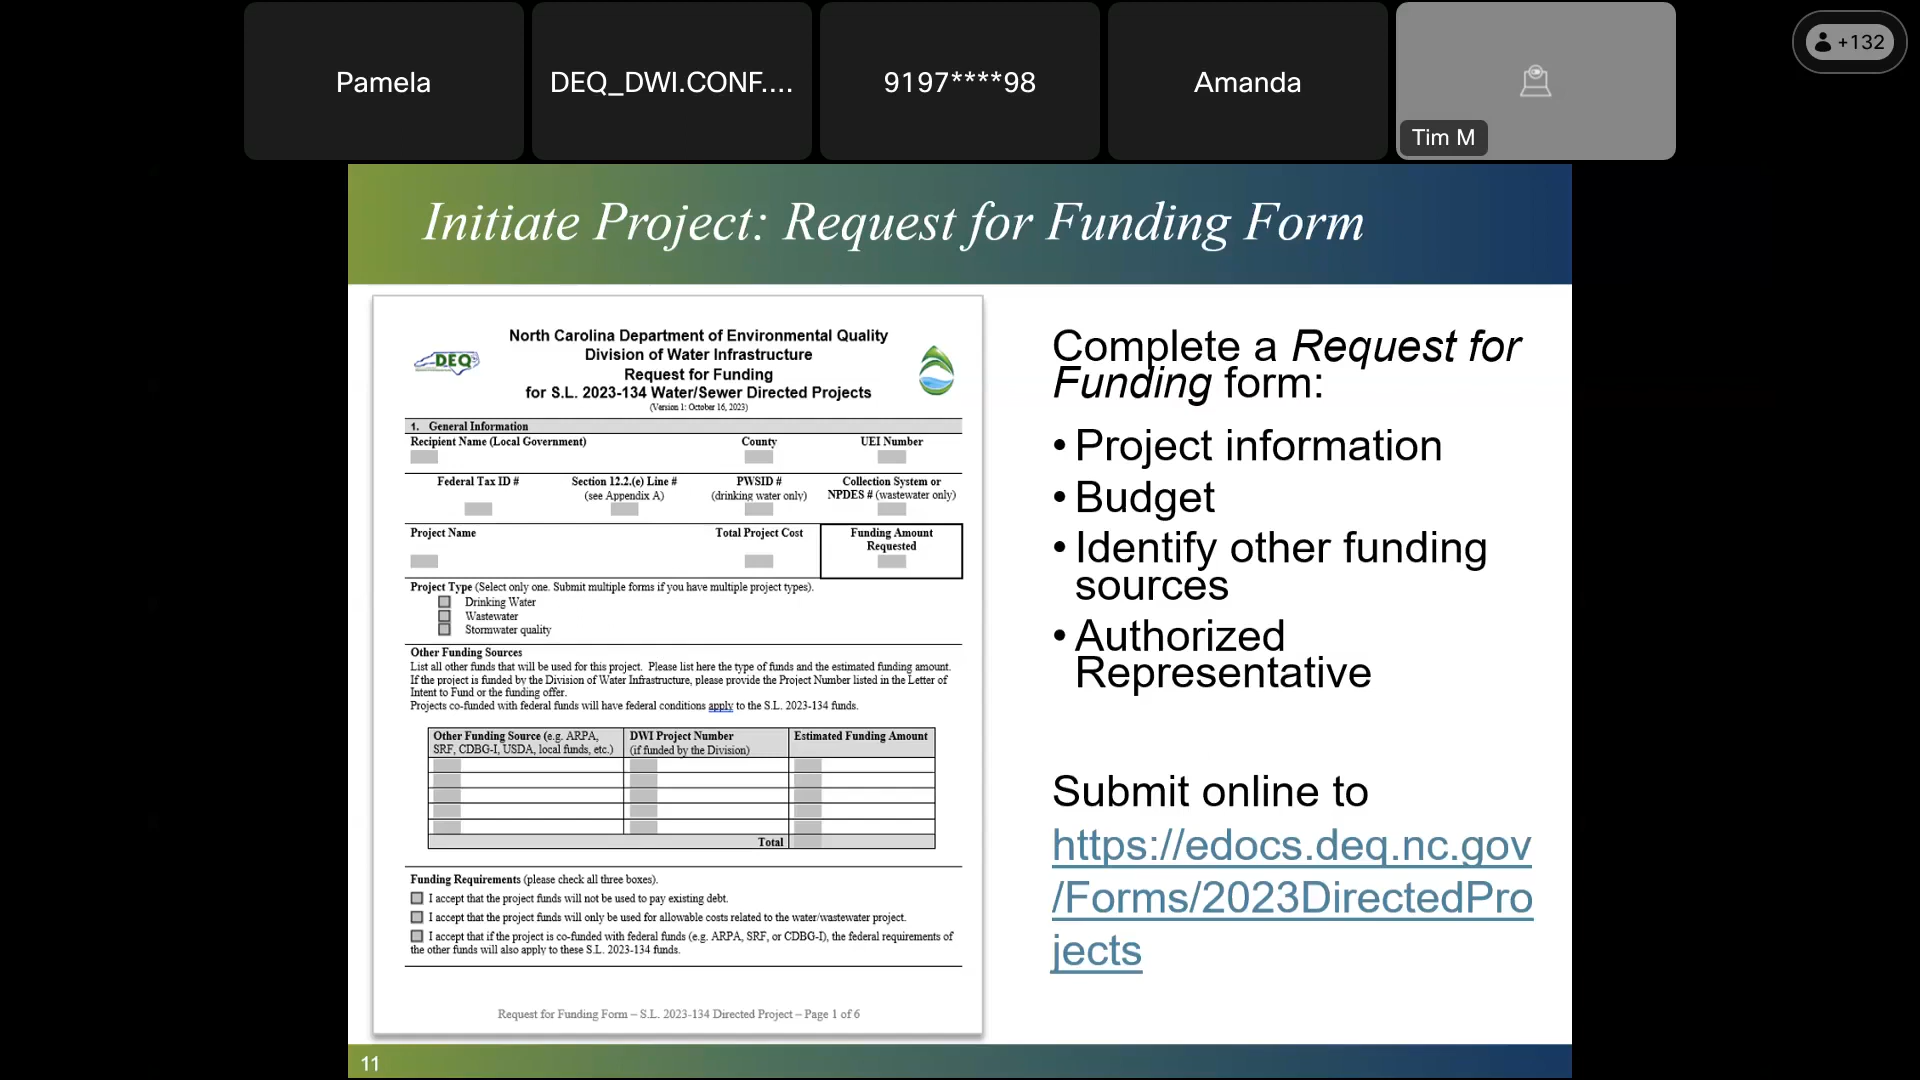 Pamela
DEQ_DWI.CONF....
9197****98
Amanda
Tim M
+132
Initiate Project: Request for Funding Form
DEQ
North Carolina Department of Environmental Quality
Division of Water Infrastructure
Request for Funding
for S.L. 2023-134 Water/Sewer Directed Projects
(Version 1: October 16, 2023)
1. General Information
Recipient Name (Local Government) County UEI Number
Federal Tax ID # Section 12.2.(e) Line # PWSID # Collection System or
(see Appendix A) (drinking water only) NPDES # (wastewater only)
Project Name Total Project Cost Funding Amount
Requested
Project Type (Select only one. Submit multiple forms if you have multiple project types).
Drinking Water
Wastewater
Stormwater quality
Other Funding Sources
List all other funds that will be used for this project. Please list here the type of funds and the estimated funding amount.
If the project is funded by the Division of Water Infrastructure, please provide the Project Number listed in the Letter of
Intent to Fund or the funding offer.
Projects co-funded with federal funds will have federal conditions apply to the S.L. 2023-134 funds.
Other Funding Source (e.g. ARPA, DWI Project Number Estimated Funding Amount
SRF, CDBG-I, USDA, local funds, etc.) (if funded by the Division)
Total
Funding Requirements (please check all three boxes).
I accept that the project funds will not be used to pay existing debt.
I accept that the project funds will only be used for allowable costs related to the water/wastewater project.
I accept that if the project is co-funded with federal funds (e.g. ARPA, SRF, or CDBG-I), the federal requirements of
the other funds will also apply to these S.L. 2023-134 funds.
Request for Funding Form – S.L. 2023-134 Directed Project – Page 1 of 6
Complete a Request for
Funding form:
• Project information
• Budget
• Identify other funding
sources
• Authorized
Representative
Submit online to
https://edocs.deq.nc.gov
/Forms/2023DirectedPro
jects
11